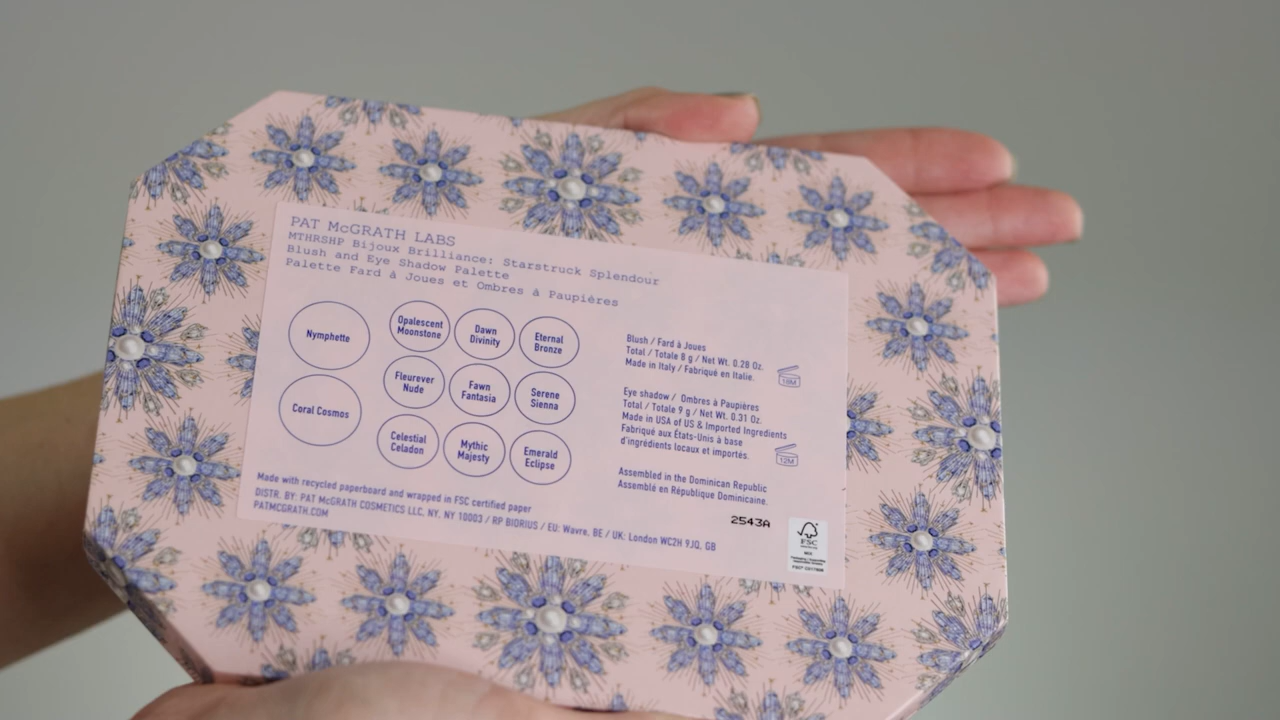 PAT McGRATH LABS
MTHRSHP Bijoux Brilliance: Starstruck Splendour
Blush and Eye Shadow Palette
Palette Fard à Joues et Ombres à Paupières
Nymphette
Opalescent
Moonstone
Dawn
Divinity
Eternal
Bronze
Coral Cosmos
Fleurever
Nude
Fawn
Fantasia
Serene
Sienna
Celestial
Celadon
Mythic
Majesty
Emerald
Eclipse
Blush / Fard à Joues
Total / Totale 8 g / Net Wt. 0.28 Oz.
Made in Italy / Fabriqué en Italie.
18M
Eye shadow / Ombres à Paupières
Total / Totale 9 g / Net Wt. 0.31 Oz.
Made in USA of US & Imported Ingredients
Fabriqué aux États-Unis à base
d'ingrédients locaux et importés.
12M
Assembled in the Dominican Republic
Assemblé en République Dominicaine.
Made with recycled paperboard and wrapped in FSC certified paper
DISTR. BY: PAT McGRATH COSMETICS LLC, NY, NY 10003 / RP BIORIUS / EU: Wavre, BE / UK: London WC2H 9JQ, GB
PATMCGRATH.COM
2543A
FSC
MIX